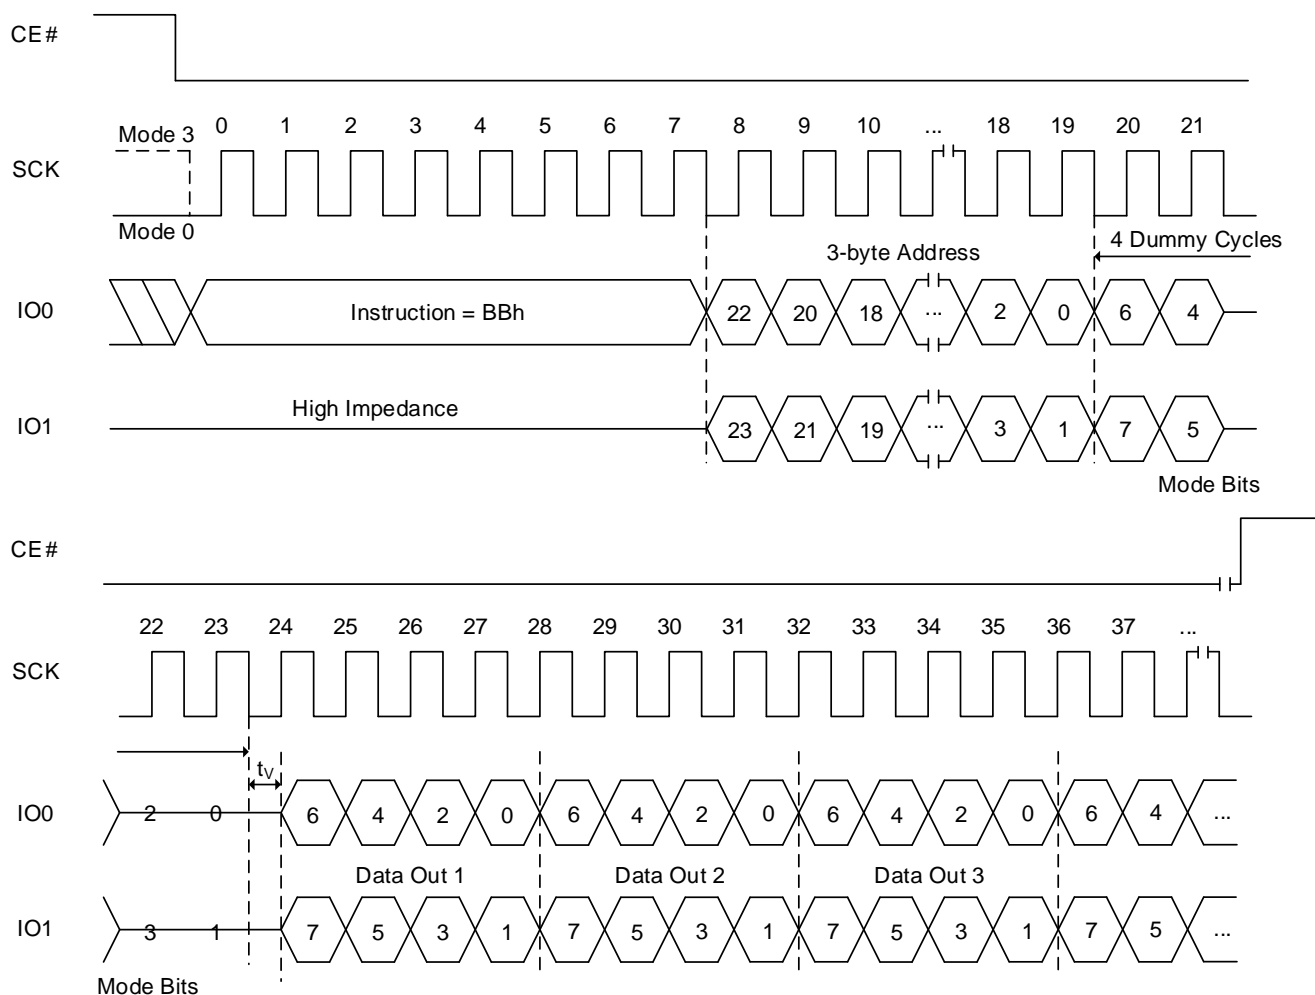 CE#
Mode 3
0 1 2 3 4 5 6 7 8 9 10 ... 18 19 20 21
SCK
Mode 0
3-byte Address
4 Dummy Cycles
IO0
Instruction = BBh
22 20 18 ... 2 0 6 4
High Impedance
IO1
23 21 19 ... 3 1 7 5
Mode Bits
CE#
22 23 24 25 26 27 28 29 30 31 32 33 34 35 36 37 ...
SCK
tV
IO0
2 0 6 4 2 0 6 4 2 0 6 4 2 0 6 4 ...
Data Out 1 Data Out 2 Data Out 3
IO1
3 1 7 5 3 1 7 5 3 1 7 5 3 1 7 5 ...
Mode Bits